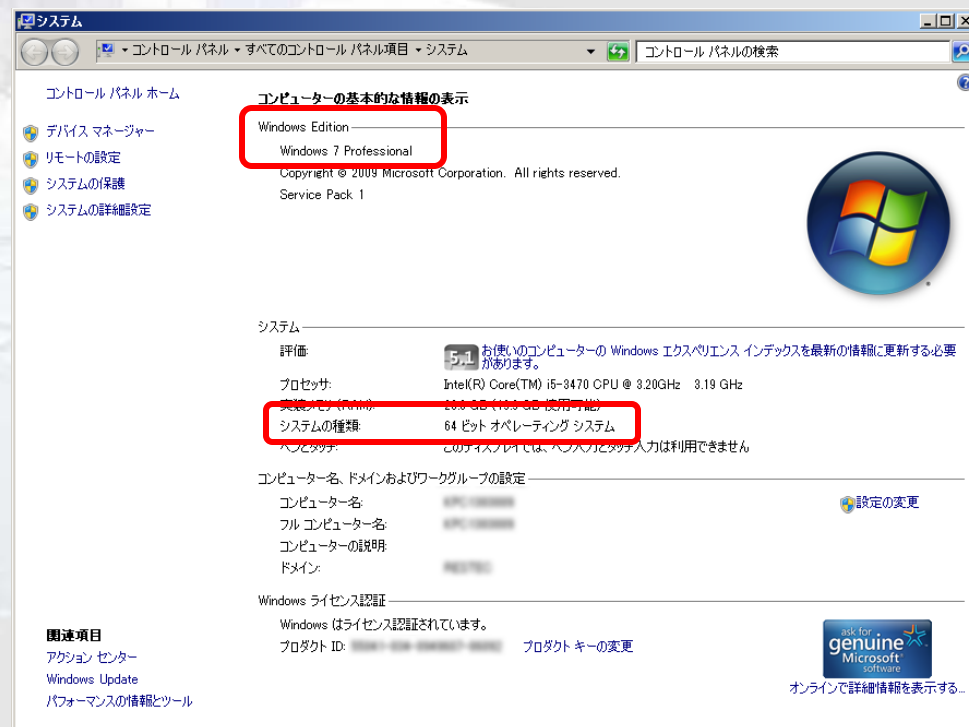 システム
コントロール パネル ▾ すべてのコントロール パネル項目 ▾ システム
コントロール パネルの検索
コントロール パネル ホーム
デバイス マネージャー
リモートの設定
システムの保護
システムの詳細設定
コンピューターの基本的な情報の表示
Windows Edition
Windows 7 Professional
Copyright © 2009 Microsoft Corporation. All rights reserved.
Service Pack 1
システム
評価:
5.1 お使いのコンピューターの Windows エクスペリエンス インデックスを最新の情報に更新する必要
があります。
プロセッサ: Intel(R) Core(TM) i5-3470 CPU @ 3.20GHz 3.19 GHz
実装メモリ (RAM): 使用可能)
システムの種類: 64 ビット オペレーティング システム
ペンとタッチ: このディスプレイでは、ペン入力とタッチ入力は利用できません
コンピューター名、ドメインおよびワークグループの設定
コンピューター名:
設定の変更
フル コンピューター名:
コンピューターの説明:
ドメイン:
Windows ライセンス認証
Windows はライセンス認証されています。
プロダクト ID: プロダクト キーの変更
ask for
genuine
Microsoft
software
オンラインで詳細情報を表示する...
関連項目
アクション センター
Windows Update
パフォーマンスの情報とツール